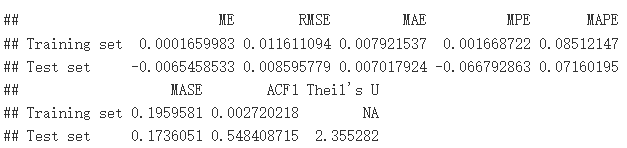 ##                         ME        RMSE         MAE          MPE       MAPE
## Training set  0.0001659983 0.011611094 0.007921537  0.001668722 0.08512147
## Test set     -0.0065458533 0.008595779 0.007017924 -0.066792863 0.07160195
##                   MASE        ACF1 Theil's U
## Training set 0.1959581 0.002720218        NA
## Test set     0.1736051 0.548408715  2.355282